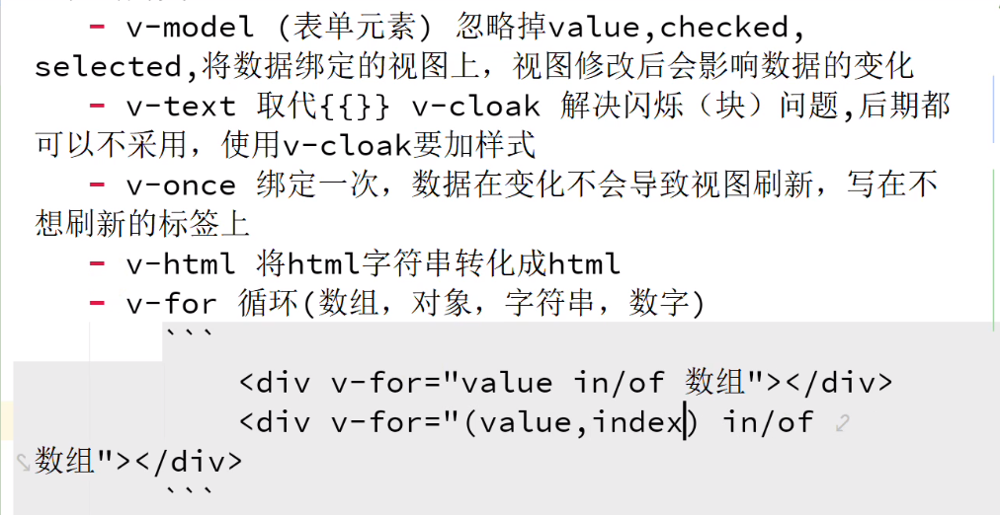 - v-model (表单元素) 忽略掉value,checked,
selected,将数据绑定的视图上，视图修改后会影响数据的变化
- v-text 取代{{}} v-cloak 解决闪烁（块）问题,后期都
可以不采用，使用v-cloak要加样式
- v-once 绑定一次，数据在变化不会导致视图刷新，写在不
想刷新的标签上
- v-html 将html字符串转化成html
- v-for 循环(数组，对象，字符串，数字)
```
<div v-for="value in/of 数组"></div>
<div v-for="(value,index) in/of
数组"></div>
```